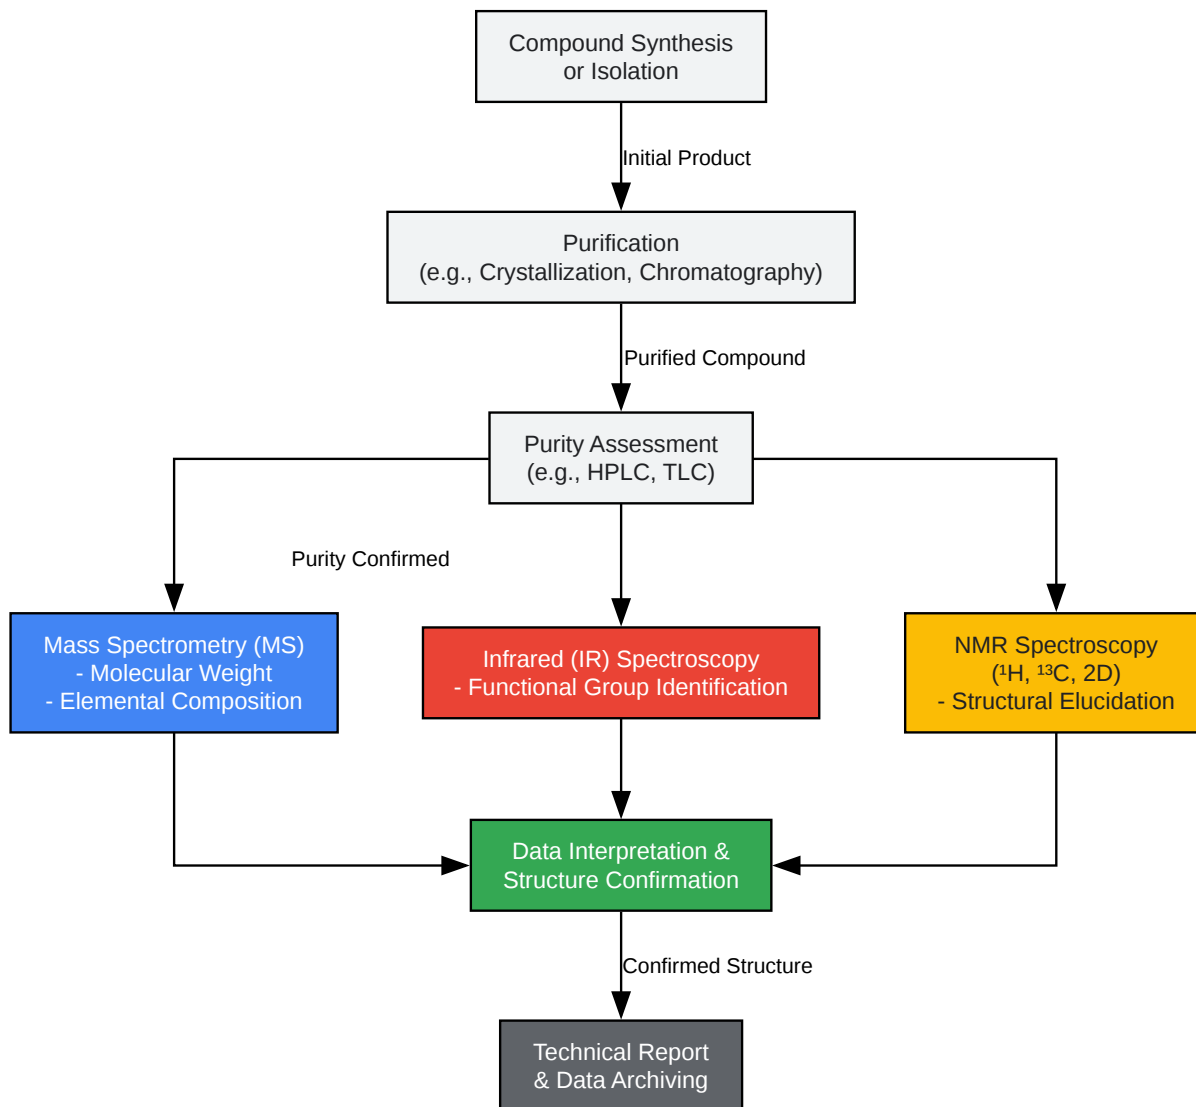 Compound Synthesis
or Isolation
Initial Product
Purification
(e.g., Crystallization, Chromatography)
Purified Compound
Purity Assessment
(e.g., HPLC, TLC)
Purity Confirmed
Mass Spectrometry (MS)
- Molecular Weight
- Elemental Composition
Infrared (IR) Spectroscopy
- Functional Group Identification
NMR Spectroscopy
(¹H, ¹³C, 2D)
- Structural Elucidation
Data Interpretation &
Structure Confirmation
Confirmed Structure
Technical Report
& Data Archiving